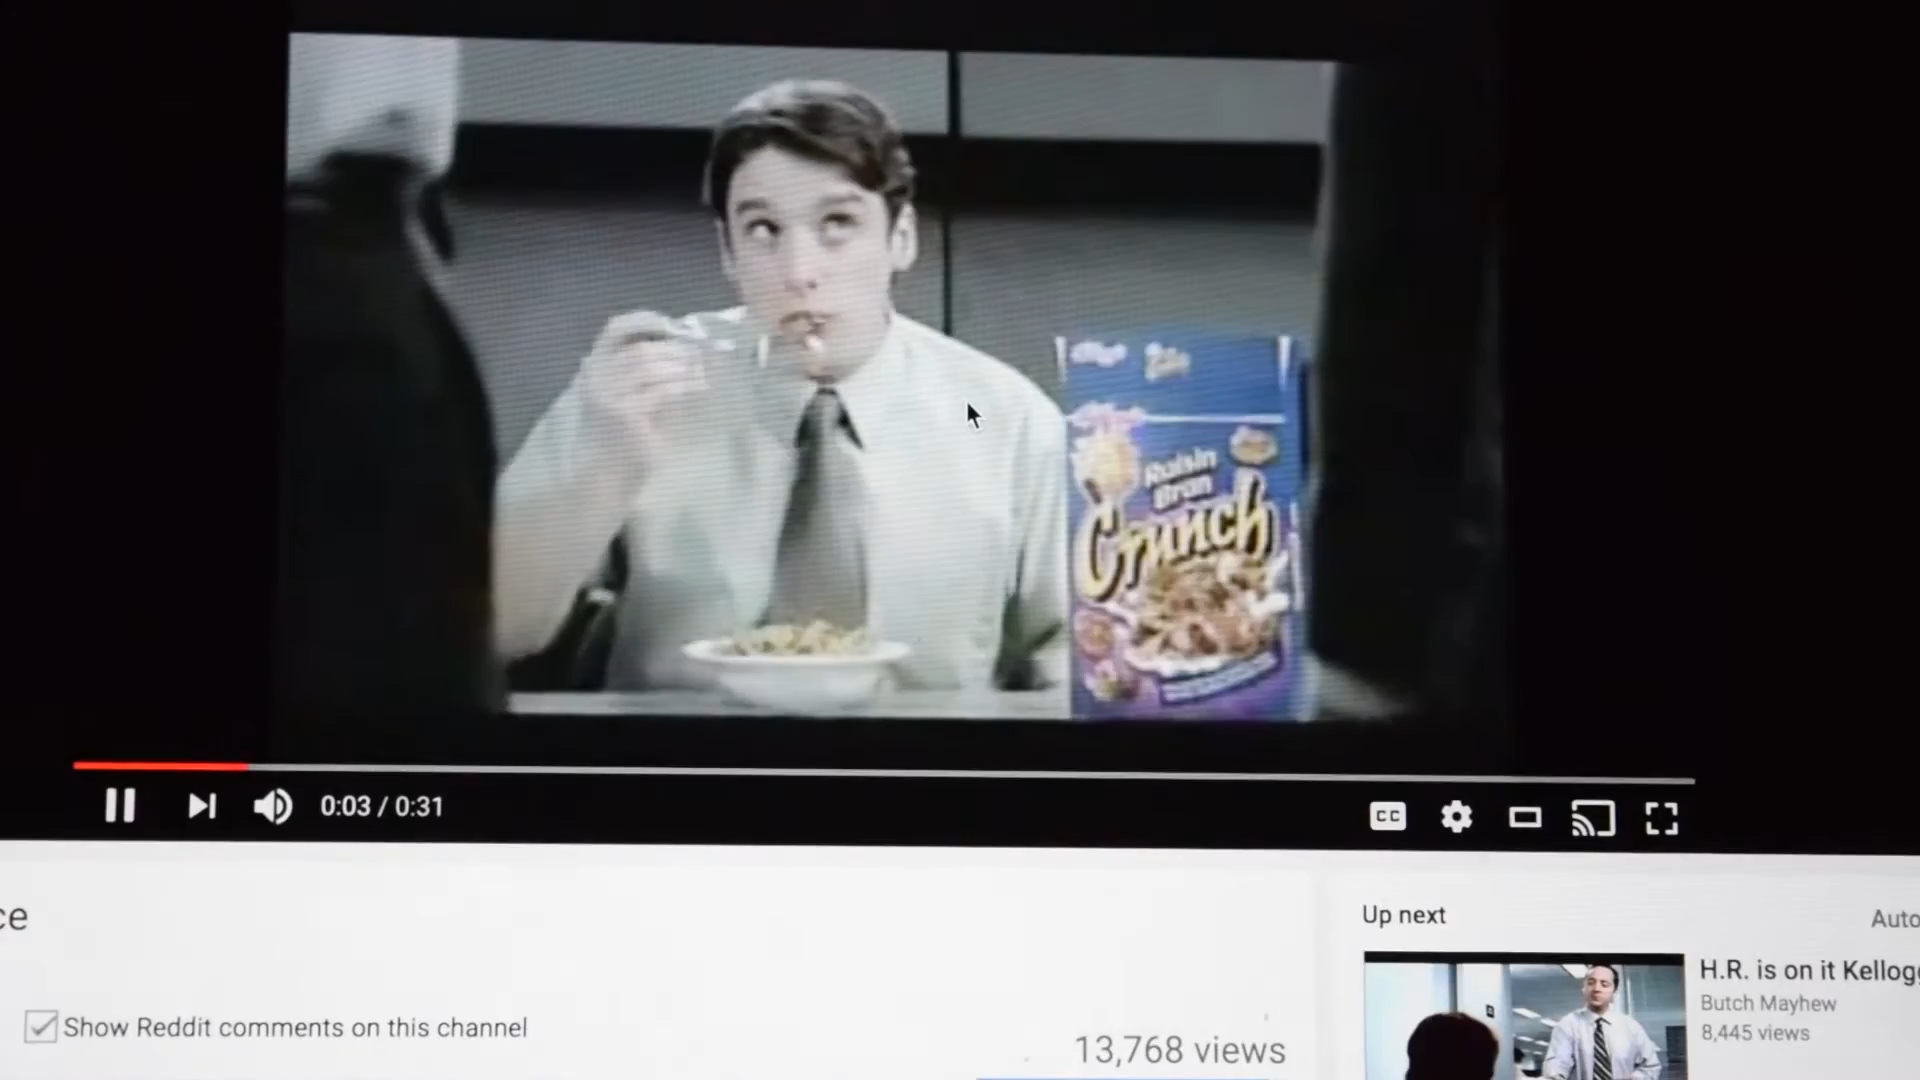 Raisin
Bran
Crunch
0:03 / 0:31
CC
ce
Up next
Auto
H.R. is on it Kellogg
Butch Mayhew
8,445 views
Show Reddit comments on this channel
13,768 views